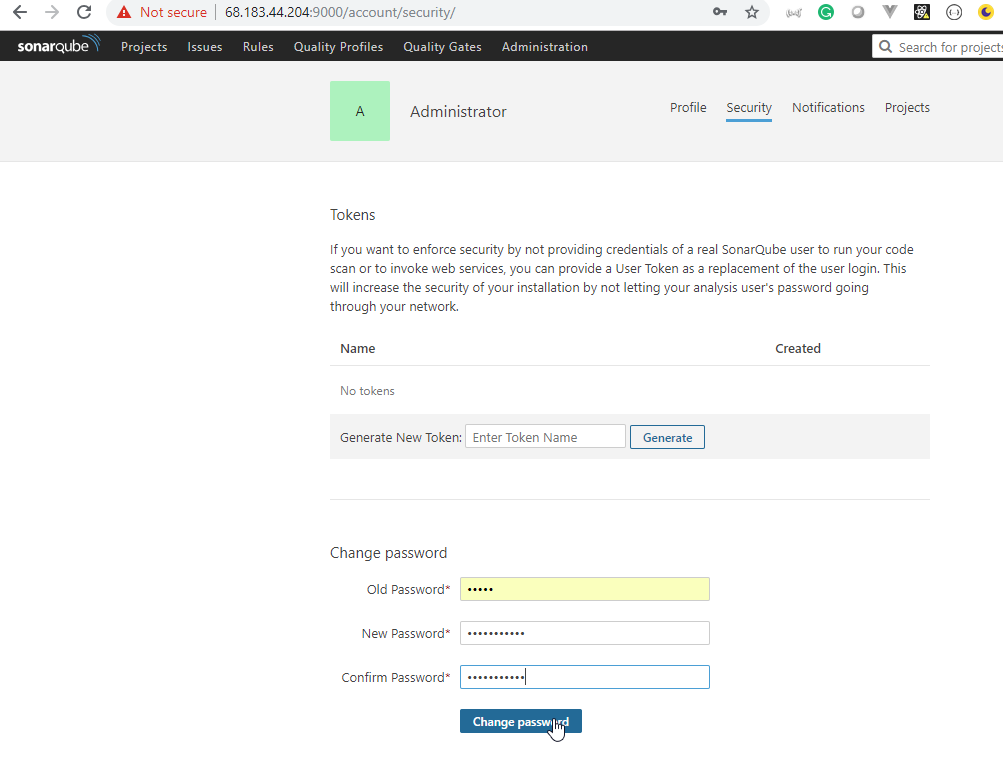 Not secure 68.183.44.204:9000/account/security/
sonarqube Projects Issues Rules Quality Profiles Quality Gates Administration Search for projects
A Administrator Profile Security Notifications Projects
Tokens
If you want to enforce security by not providing credentials of a real SonarQube user to run your code
scan or to invoke web services, you can provide a User Token as a replacement of the user login. This
will increase the security of your installation by not letting your analysis user's password going
through your network.
Name Created
No tokens
Generate New Token: Enter Token Name Generate
Change password
Old Password* •••••
New Password* •••••••••••
Confirm Password* •••••••••••
Change password